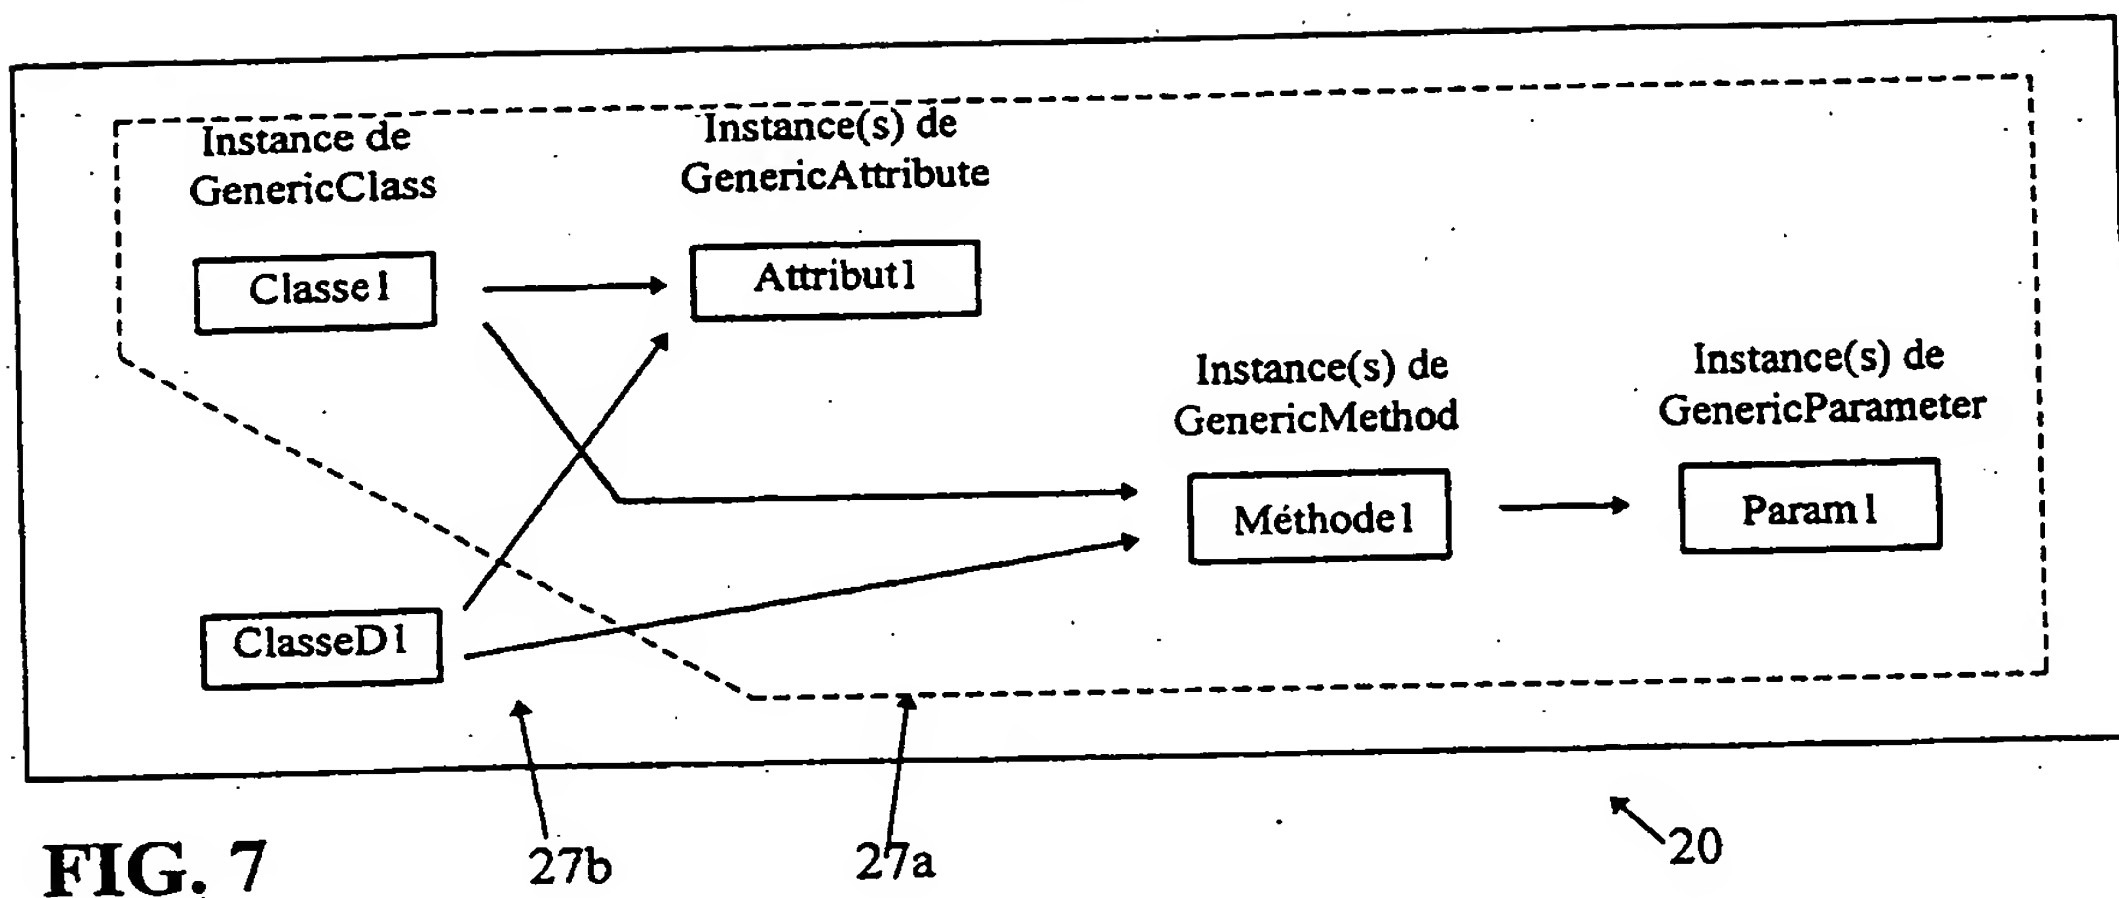 Instance de
GenericClass
Instance(s) de
GenericAttribute
Classe1
Attribut1
Instance(s) de
GenericMethod
Instance(s) de
GenericParameter
Méthode1
Param1
ClasseD1
27b
27a
20
FIG. 7